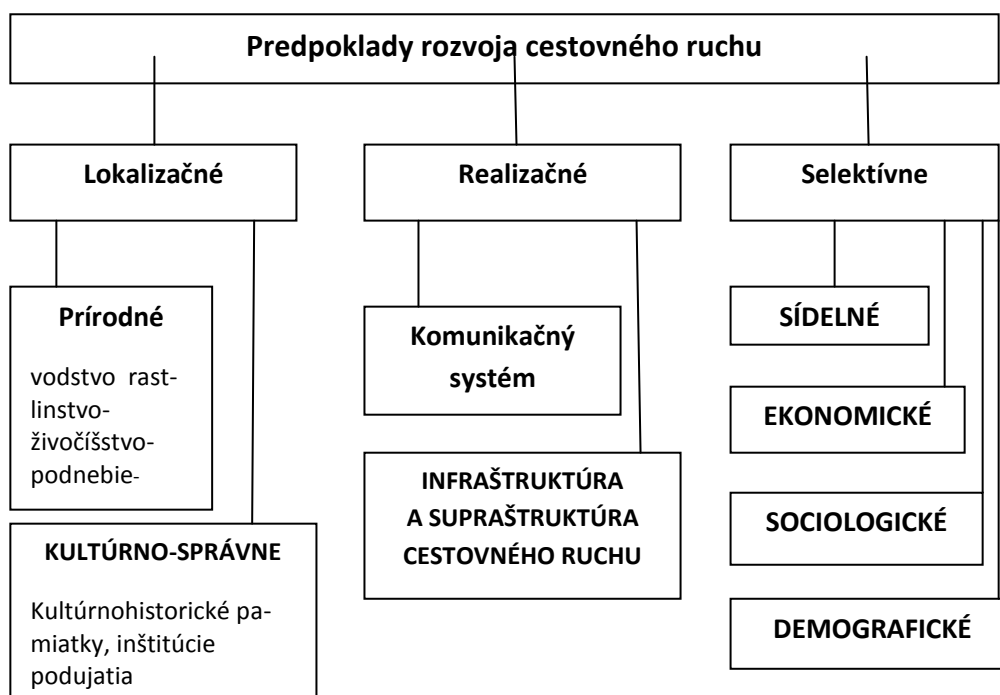 Predpoklady rozvoja cestovného ruchu
Lokalizačné
Realizačné
Selektívne
Prírodné
vodstvo rast-
linstvo-
živočíšstvo-
podnebie-
KULTÚRNO-SPRÁVNE
Kultúrnohistorické pa-
miatky, inštitúcie
podujatia
Komunikačný
systém
INFRAŠTRUKTÚRA
A SUPRAŠTRUKTÚRA
CESTOVNÉHO RUCHU
SÍDELNÉ
EKONOMICKÉ
SOCIOLOGICKÉ
DEMOGRAFICKÉ